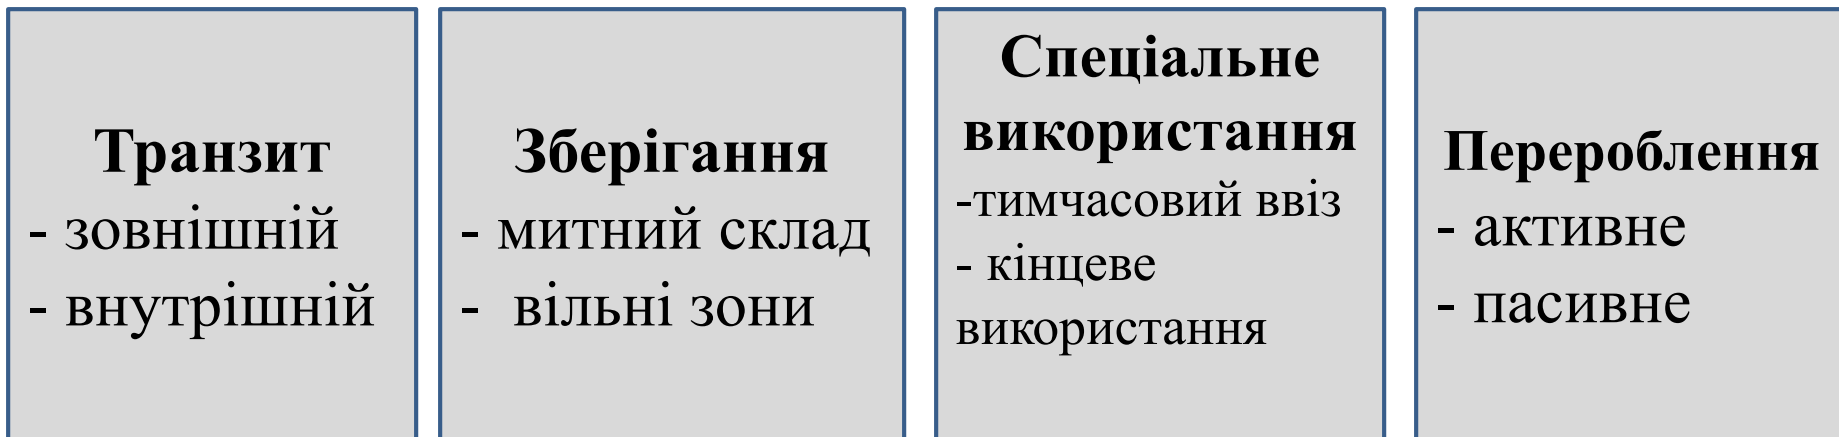 Транзит
- зовнішній
- внутрішній
Зберігання
- митний склад
- вільні зони
Спеціальне
використання
-тимчасовий ввіз
- кінцеве
використання
Перероблення
- активне
- пасивне